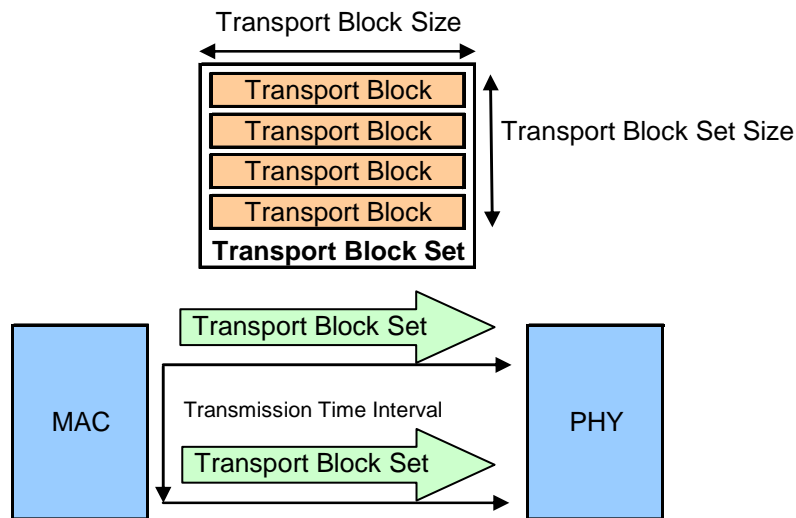 Transport Block Size
Transport Block
Transport Block
Transport Block
Transport Block
Transport Block Set Size
Transport Block Set
Transport Block Set
MAC
Transmission Time Interval
PHY
Transport Block Set